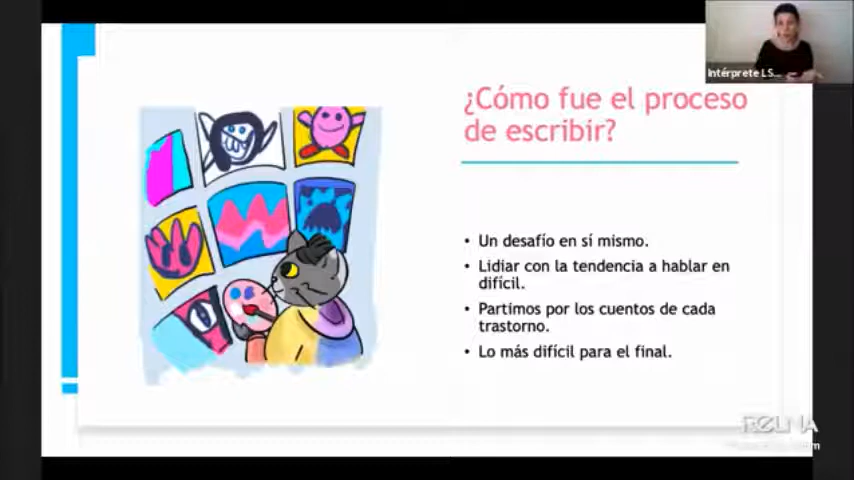 Intérprete LS...
¿Cómo fue el proceso
de escribir?
• Un desafío en sí mismo.
• Lidiar con la tendencia a hablar en
difícil.
• Partimos por los cuentos de cada
trastorno.
• Lo más difícil para el final.